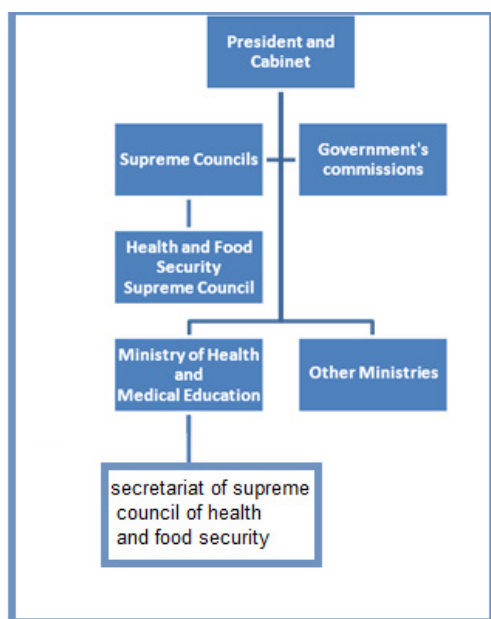 President and
Cabinet
Supreme Councils
Government's
commissions
Health and Food
Security
Supreme Council
Ministry of Health
and
Medical Education
Other Ministries
secretariat of supreme
council of health
and food security